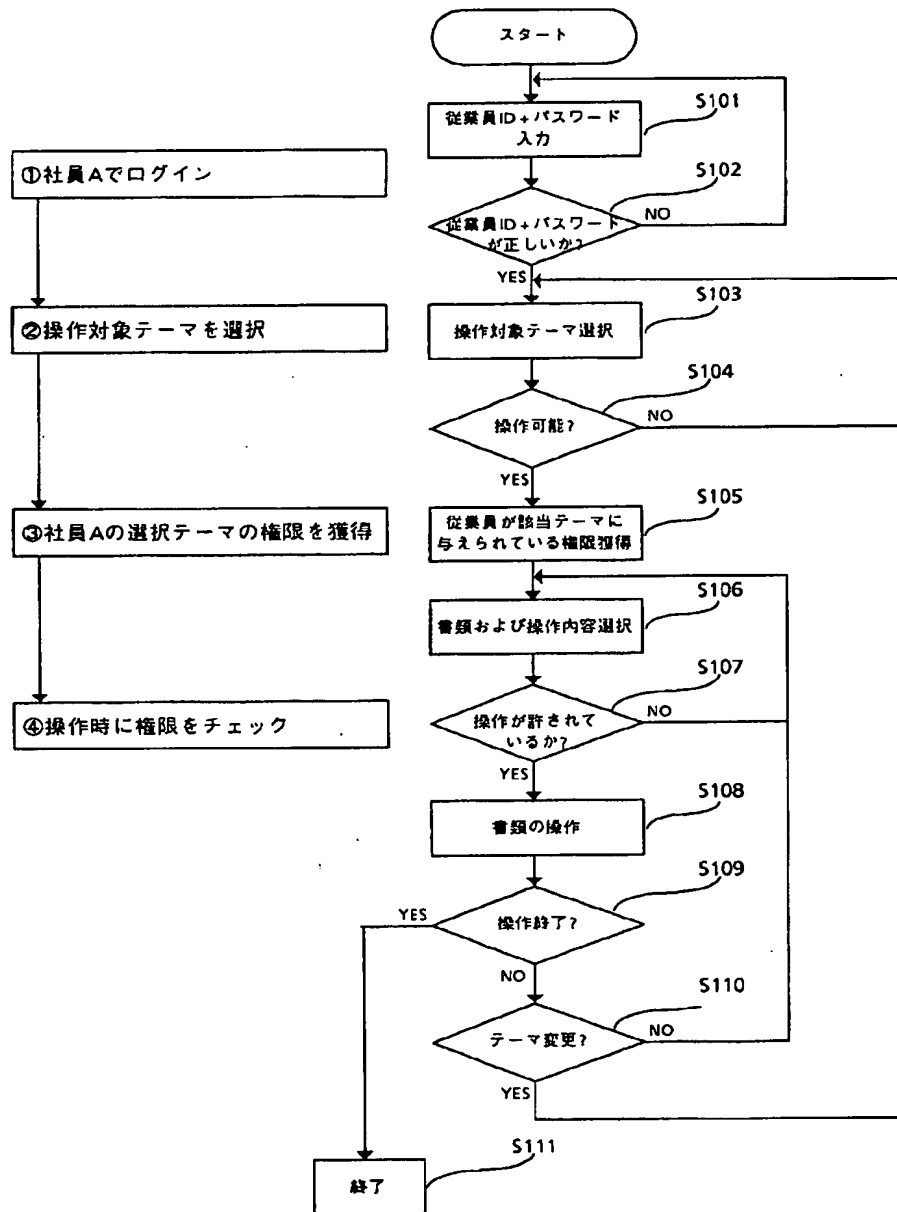 スタート
S101
従業員ID+パスワード
入力
①社員Aでログイン
S102
従業員ID+パスワード
が正しいか?
NO
YES
S103
②操作対象テーマを選択
操作対象テーマ選択
S104
操作可能?
NO
YES
S105
③社員Aの選択テーマの権限を獲得
従業員が該当テーマに
与えられている権限獲得
S106
書類および操作内容選択
S107
④操作時に権限をチェック
操作が許されて
いるか?
NO
YES
S108
書類の操作
S109
YES
操作終了?
NO
S110
テーマ変更?
NO
YES
S111
終了